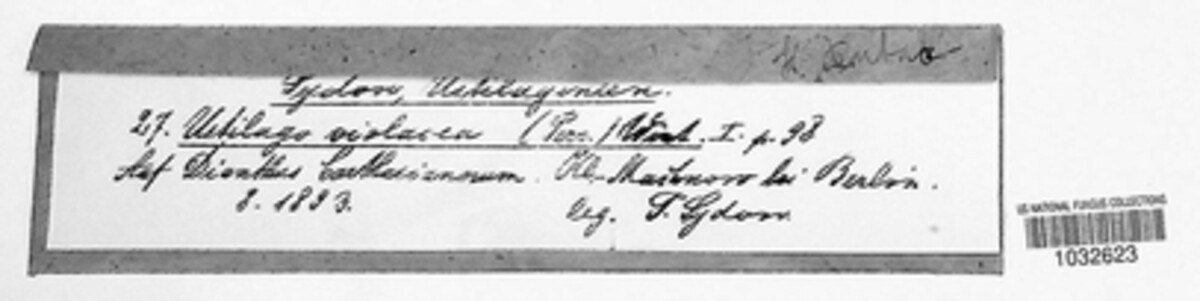 Sydow, Ustilagineen.
27. Ustilago violacea (Pers.) Wint. I. p. 98
Auf Dianthus Carthusianorum. Kl. Machnow bei Berlin.
8. 1893.
leg. P. Sydow.
US NATIONAL FUNGUS COLLECTIONS
1032623